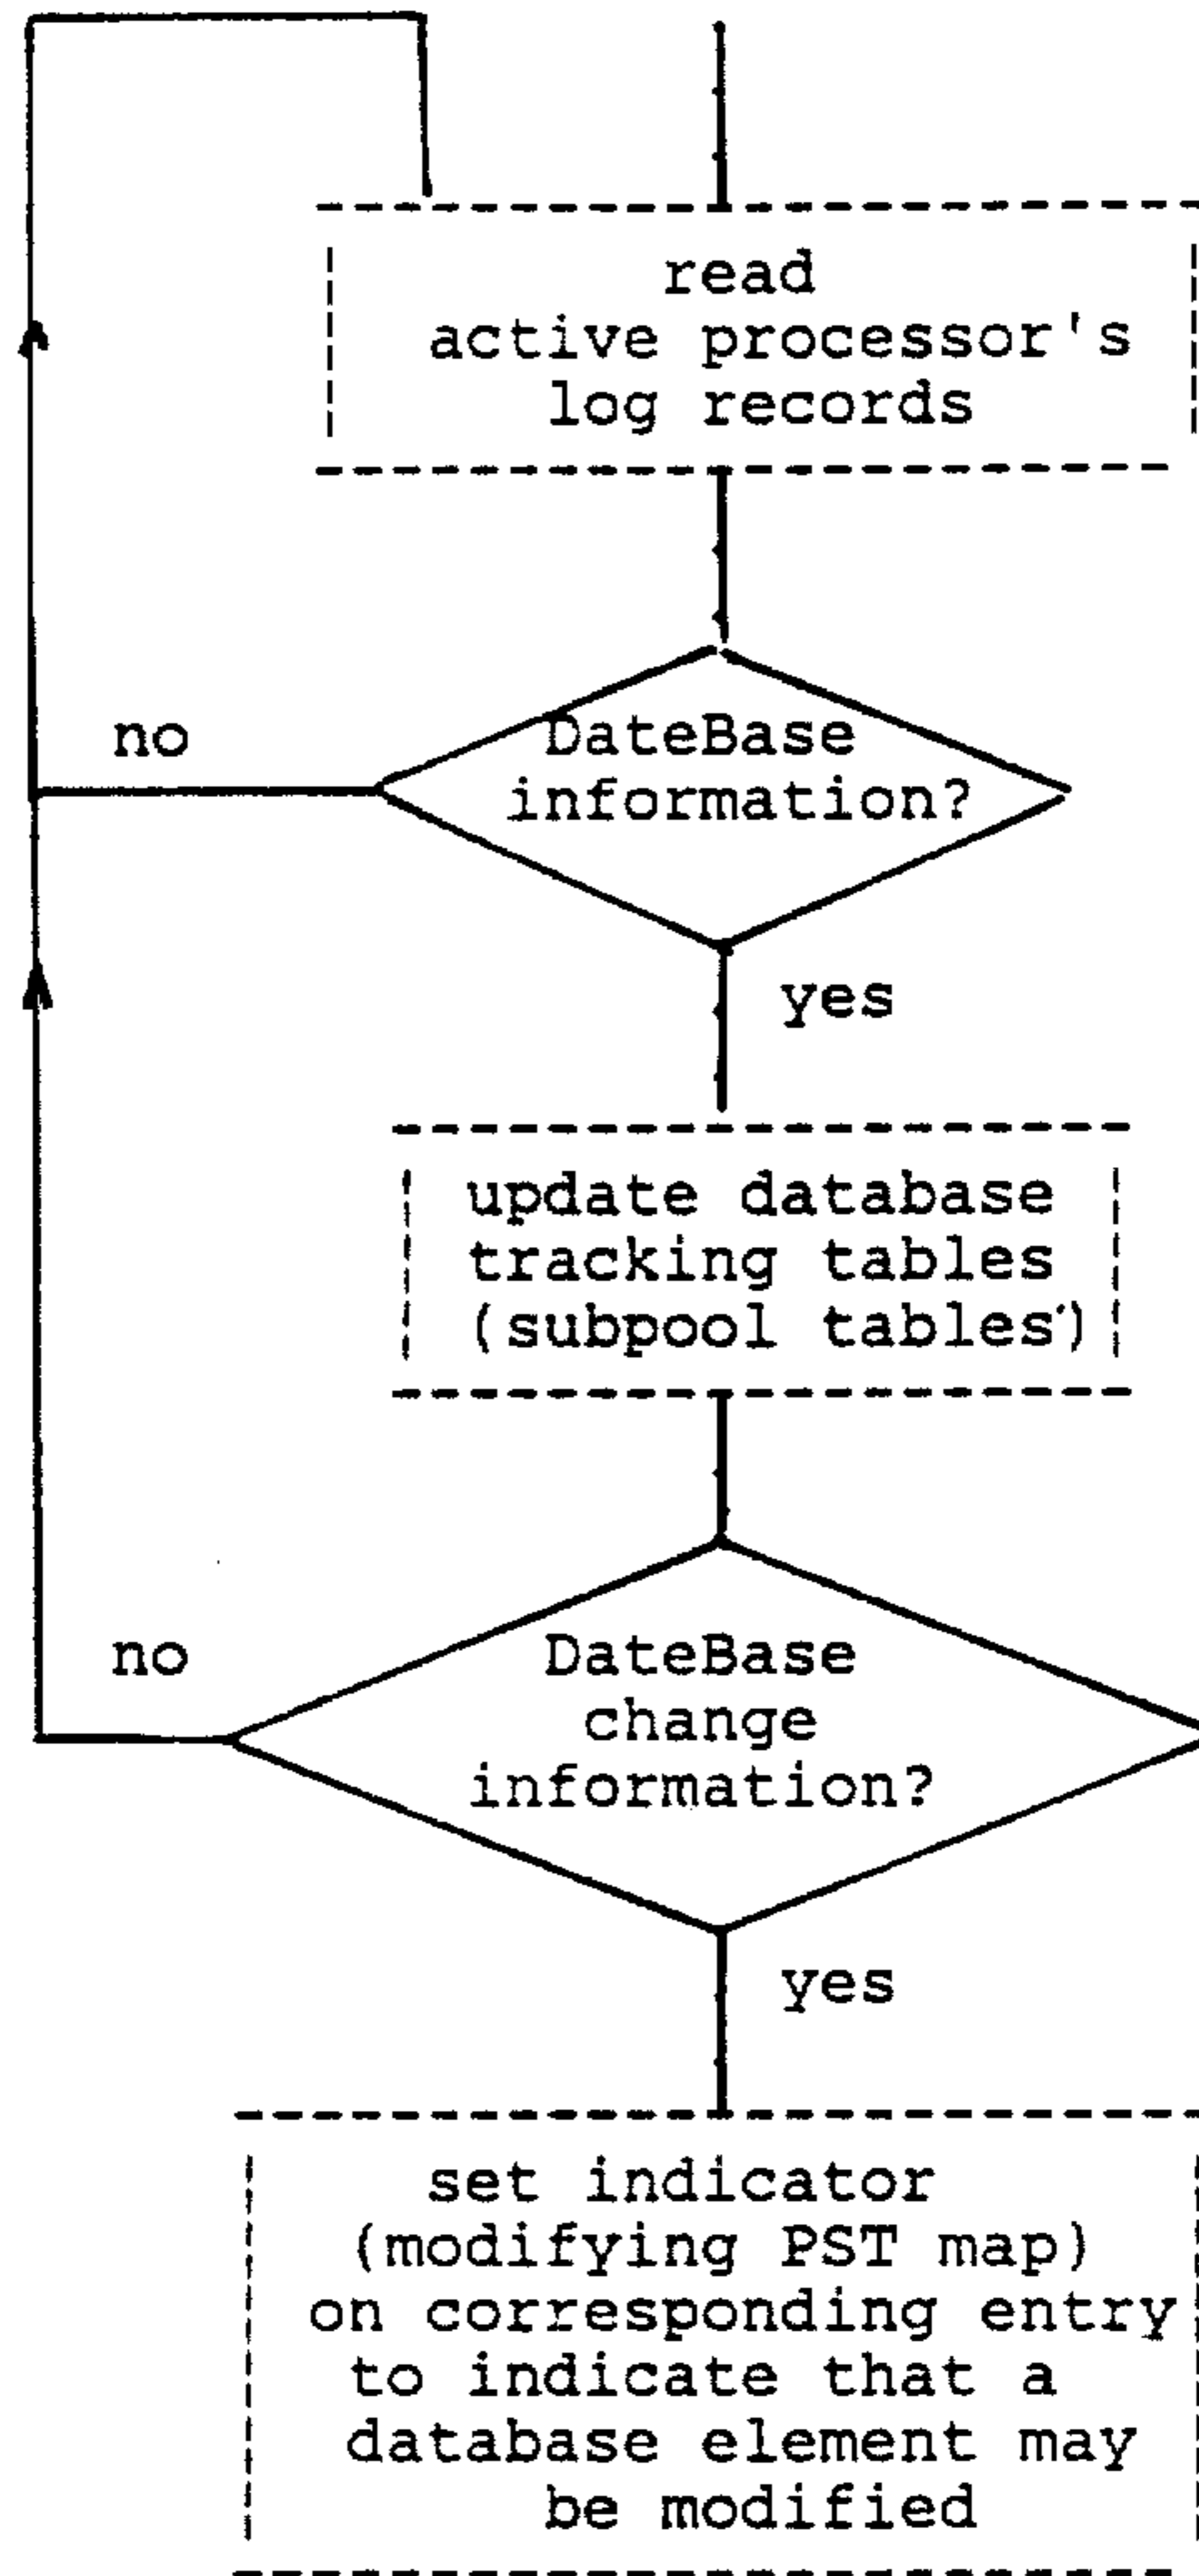 read
active processor's
log records
no
DateBase
information?
yes
update database
tracking tables
(subpool tables)
no
DateBase
change
information?
yes
set indicator
(modifying PST map)
on corresponding entry
to indicate that a
database element may
be modified